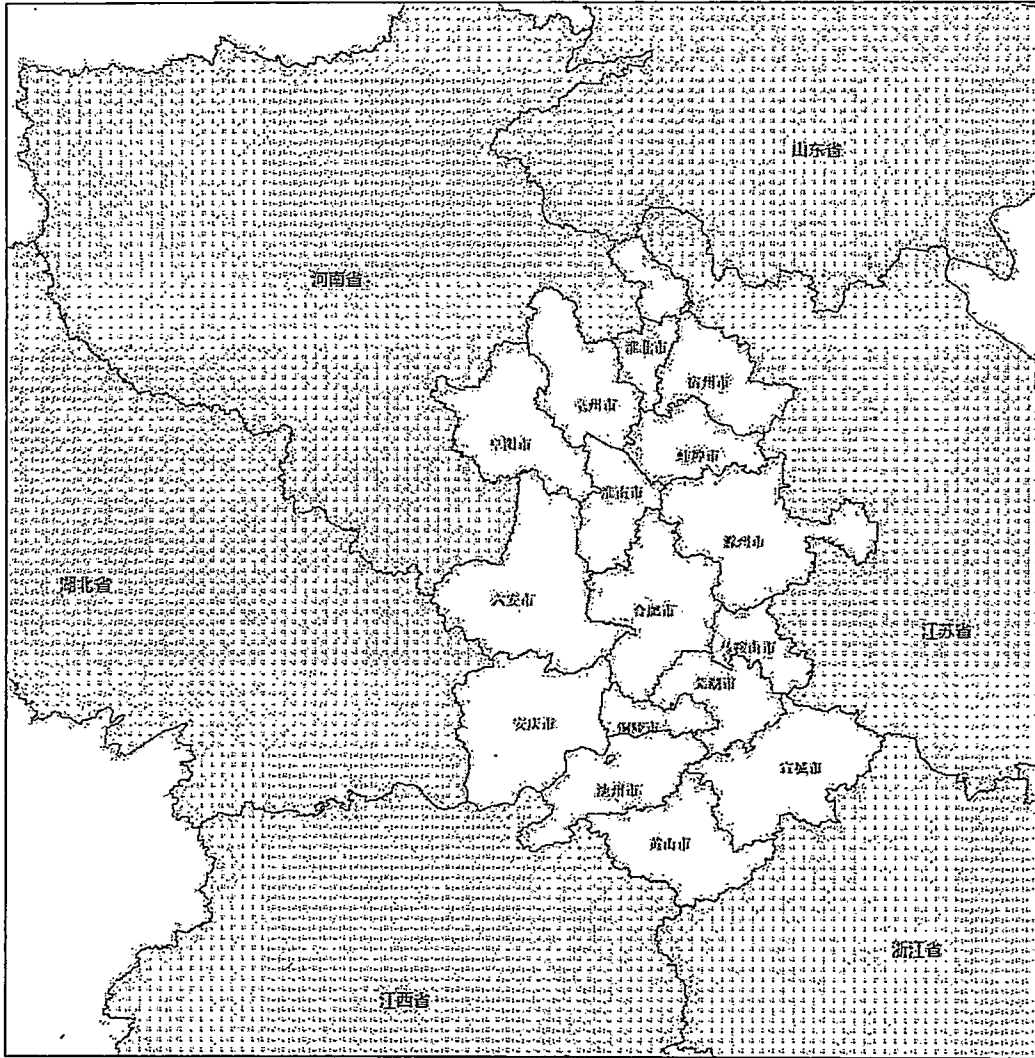 山东省
河南省
淮北市
宿州市
亳州市
阜阳市
蚌埠市
淮南市
滁州市
湖北省
六安市
合肥市
江苏省
马鞍山市
芜湖市
安庆市
铜陵市
宣城市
池州市
黄山市
浙江省
江西省